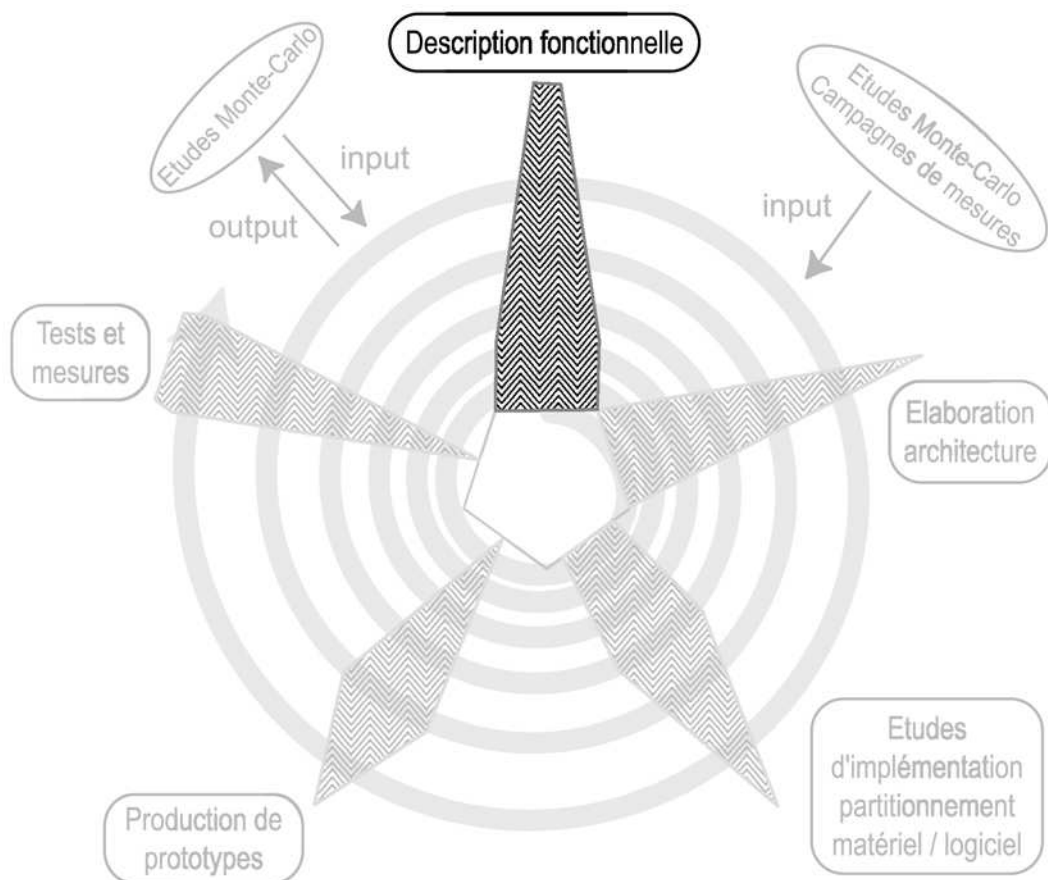 Description fonctionnelle
Etudes Monte-Carlo
input
output
Etudes Monte-Carlo
Campagnes de mesures
input
Tests et
mesures
Elaboration
architecture
Production de
prototypes
Etudes
d'implémentation
partitionnement
matériel / logiciel